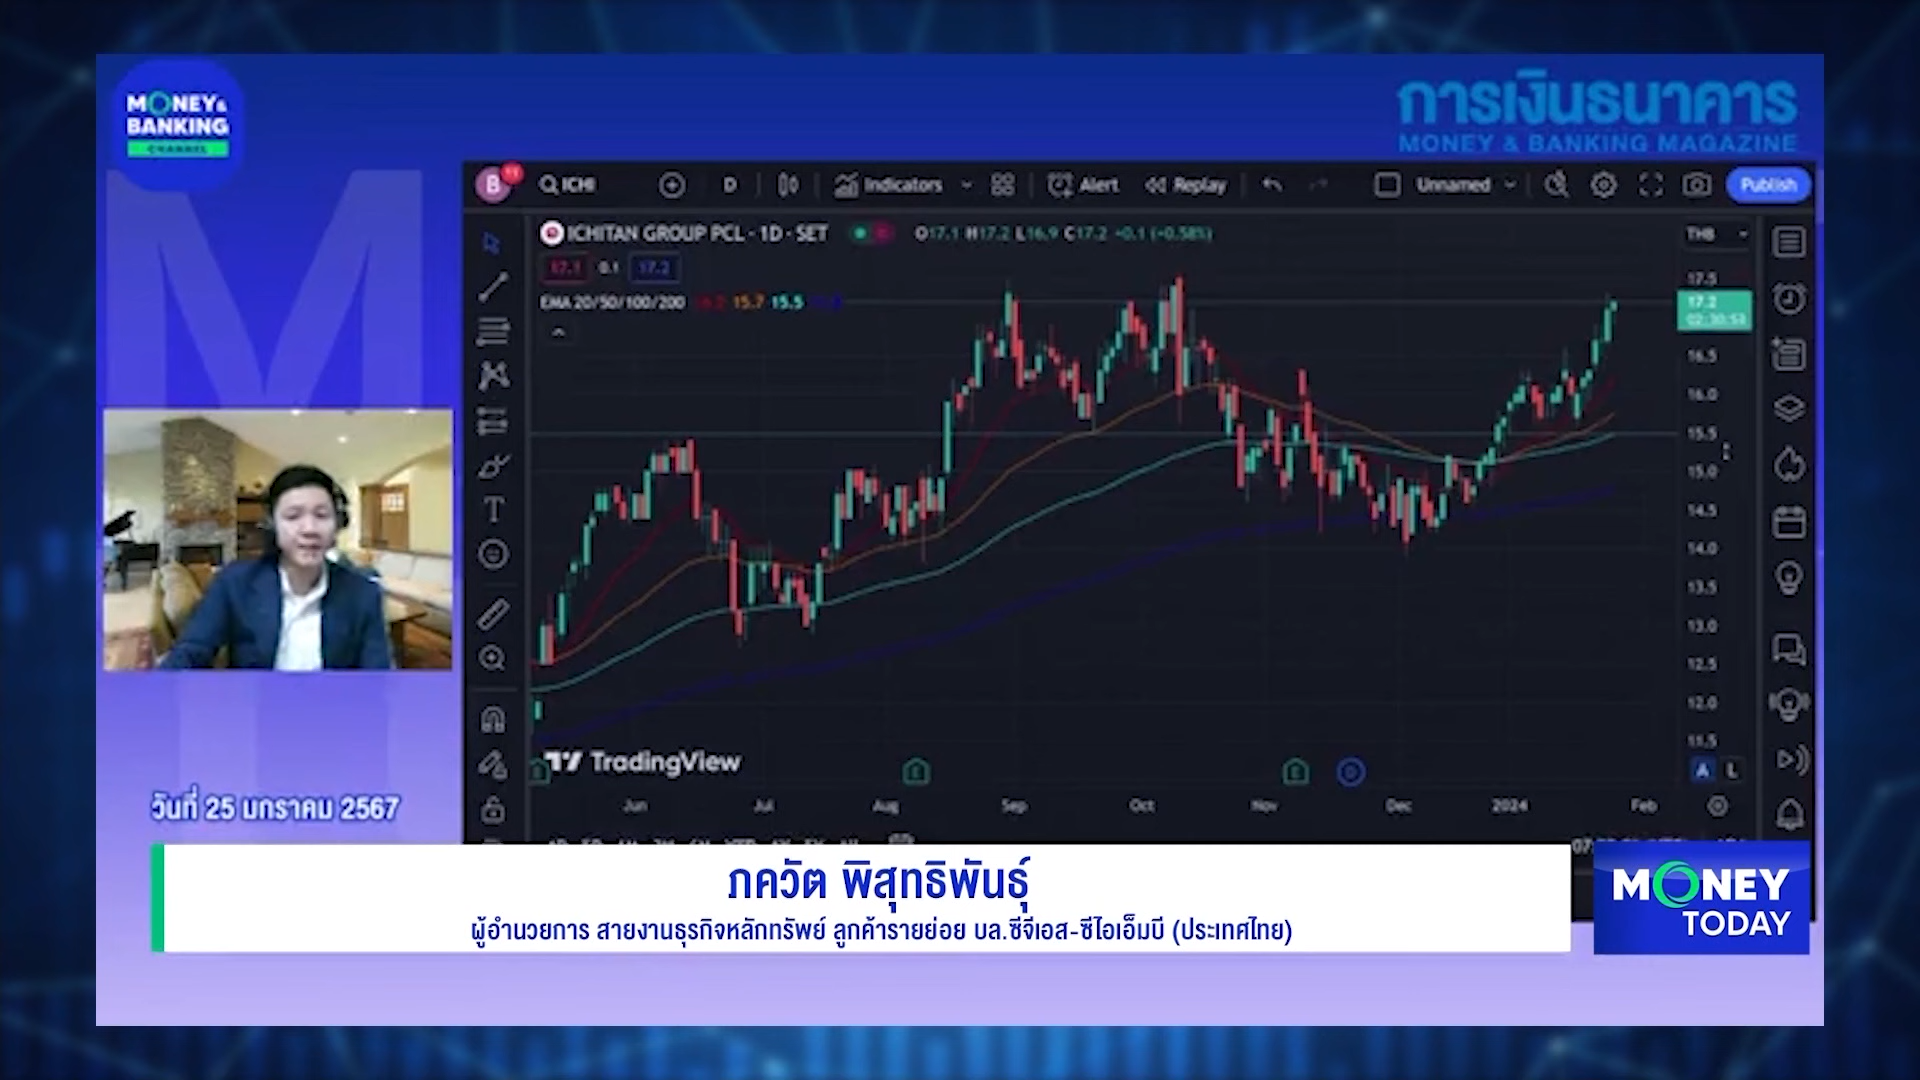 MONEY&
BANKING
CHANNEL
การเงินธนาคาร
MONEY & BANKING MAGAZINE
B
11
ICHI
D
Indicators
Alert
Replay
Unnamed
Publish
ICHITAN GROUP PCL · 1D · SET
O17.1 H17.2 L16.9 C17.2 +0.1 (+0.58%)
THB
17.1 0.1 17.2
EMA 20/50/100/200 15.7 15.5
17.5
17.2
02:30:53
16.5
16.0
15.5
15.0
14.5
14.0
13.5
13.0
12.5
12.0
11.5
TradingView
E
E
E
D
A
L
Jun
Jul
Aug
Sep
Oct
Nov
Dec
2024
Feb
วันที่ 25 มกราคม 2567
ภควัต พิสุทธิพันธุ์
ผู้อำนวยการ สายงานธุรกิจหลักทรัพย์ ลูกค้ารายย่อย บล.ซีจีเอส-ซีไอเอ็มบี (ประเทศไทย)
MONEY
TODAY